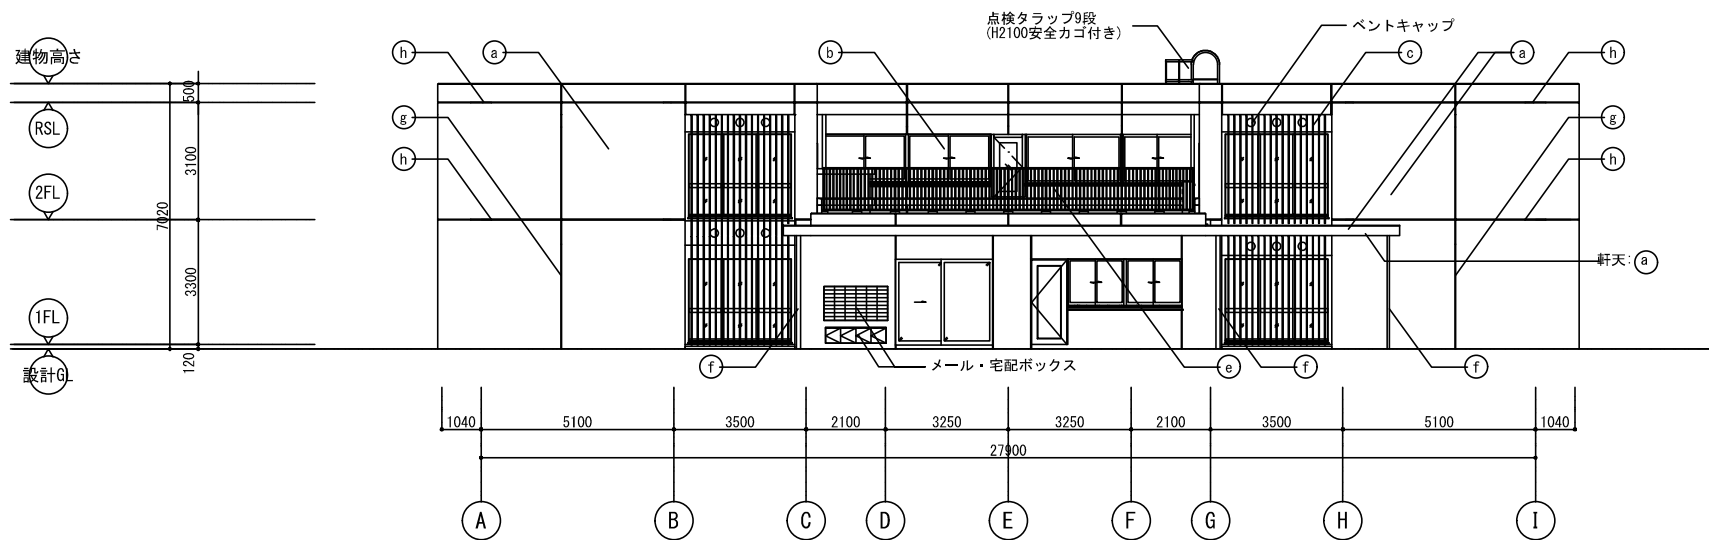 点検タラップ9段
(H2100安全カゴ付き)
ベントキャップ
建物高さ
h
a
b
c
a
h
500
RSL
g
g
h
h
3100
2FL
7020
軒天:a
3300
1FL
120
設計GL
f
メール・宅配ボックス
e
f
f
1040
5100
3500
2100
3250
3250
2100
3500
5100
1040
27900
A
B
C
D
E
F
G
H
I